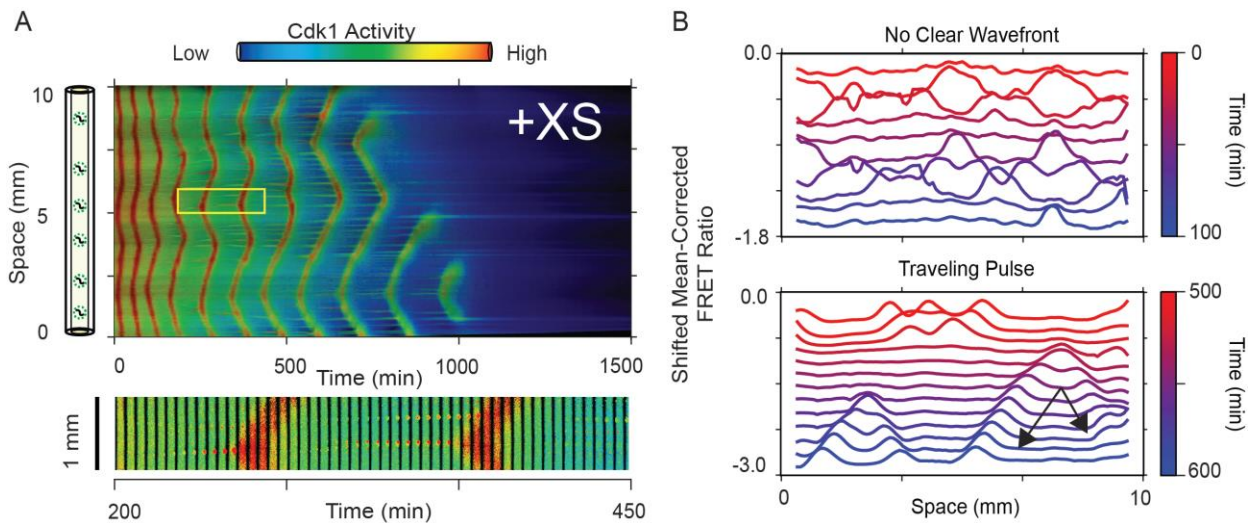 A
Cdk1 Activity
Low High
+XS
Space (mm)
10
5
0
0 500 1000 1500
Time (min)
1 mm
200 450
Time (min)
B
No Clear Wavefront
0.0
-1.8
0
100
Time (min)
Traveling Pulse
Shifted Mean-Corrected
FRET Ratio
0.0
-3.0
500
600
Time (min)
0 10
Space (mm)